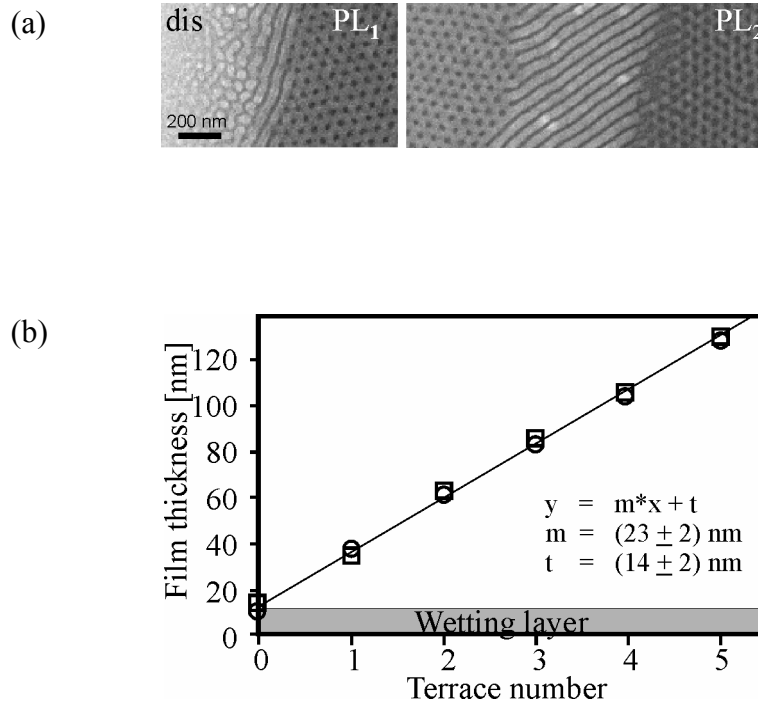 (a)
dis
PL1
PL2
200 nm
(b)
Film thickness [nm]
120
100
80
60
40
20
0
y = m*x + t
m = (23 ± 2) nm
t = (14 ± 2) nm
Wetting layer
0 1 2 3 4 5
Terrace number